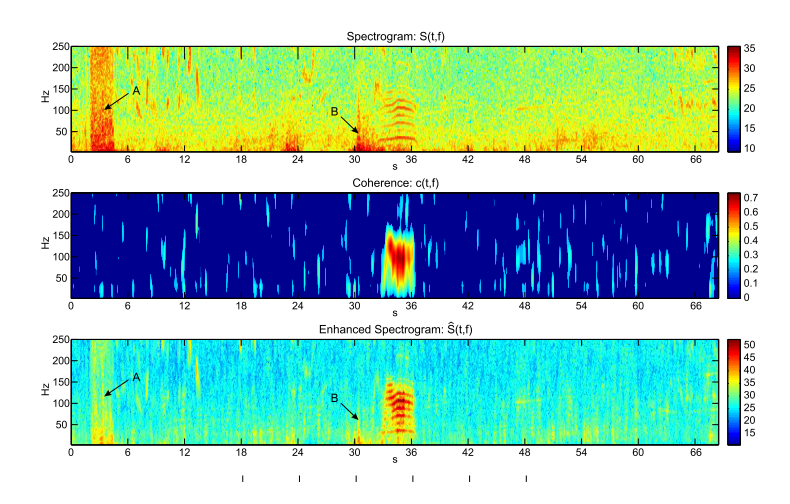 Spectrogram: S(t,f)
250
200
150
100
50
Hz
A
B
0 6 12 18 24 30 36 42 48 54 60 66
s
35
30
25
20
15
10
Coherence: c(t,f)
250
200
150
100
50
Hz
0 6 12 18 24 30 36 42 48 54 60 66
s
0.7
0.6
0.5
0.4
0.3
0.2
0.1
0
Enhanced Spectrogram: Ŝ(t,f)
250
200
150
100
50
Hz
A
B
0 6 12 18 24 30 36 42 48 54 60 66
s
50
45
40
35
30
25
20
15